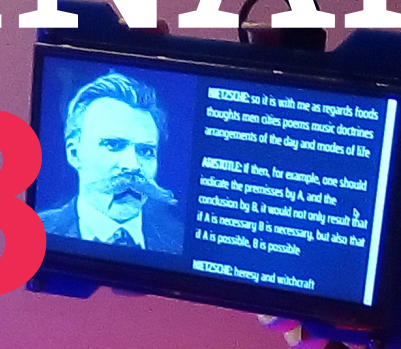 NIETZSCHE: so it is with me as regards foods
thoughts men cities poems music doctrines
arrangements of the day and modes of life
ARISTOTLE: If then, for example, one should
indicate the premisses by A, and the
conclusion by B, it would not only result that
if A is necessary B is necessary, but also that
if A is possible, B is possible
NIETZSCHE: heresy and witchcraft